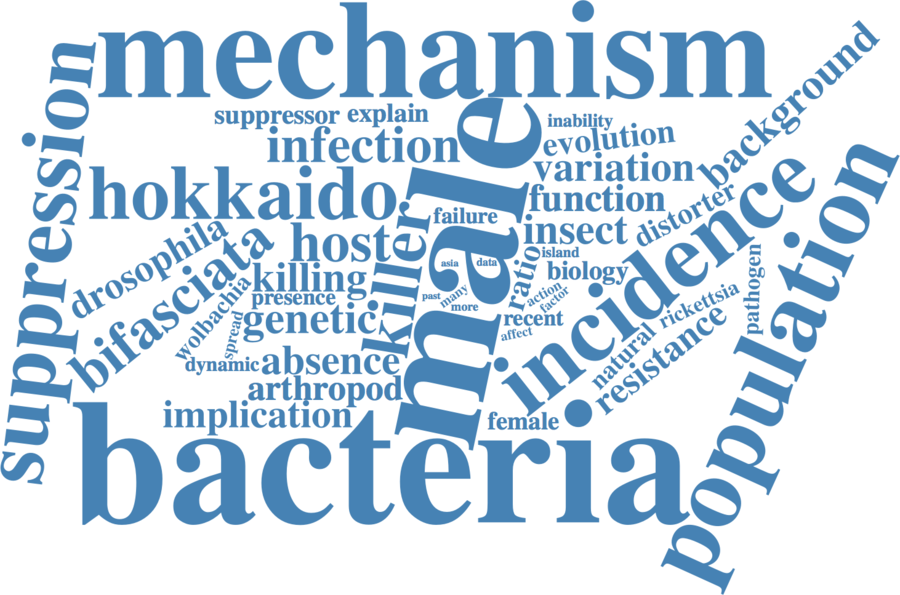 mechanism
suppression
background
suppressor
explain
inability
infection
evolution
variation
hokkaido
male
function
killer
failure
distorter
incidence
population
drosophila
bifasciata
host
insect
asia
data
ratio
island
killing
biology
wolbachia
presence
past
many
more
action
factor
pathogen
rickettsia
spread
genetic
recent
affect
natural
resistance
dynamic
absence
arthropod
implication
female
bacteria